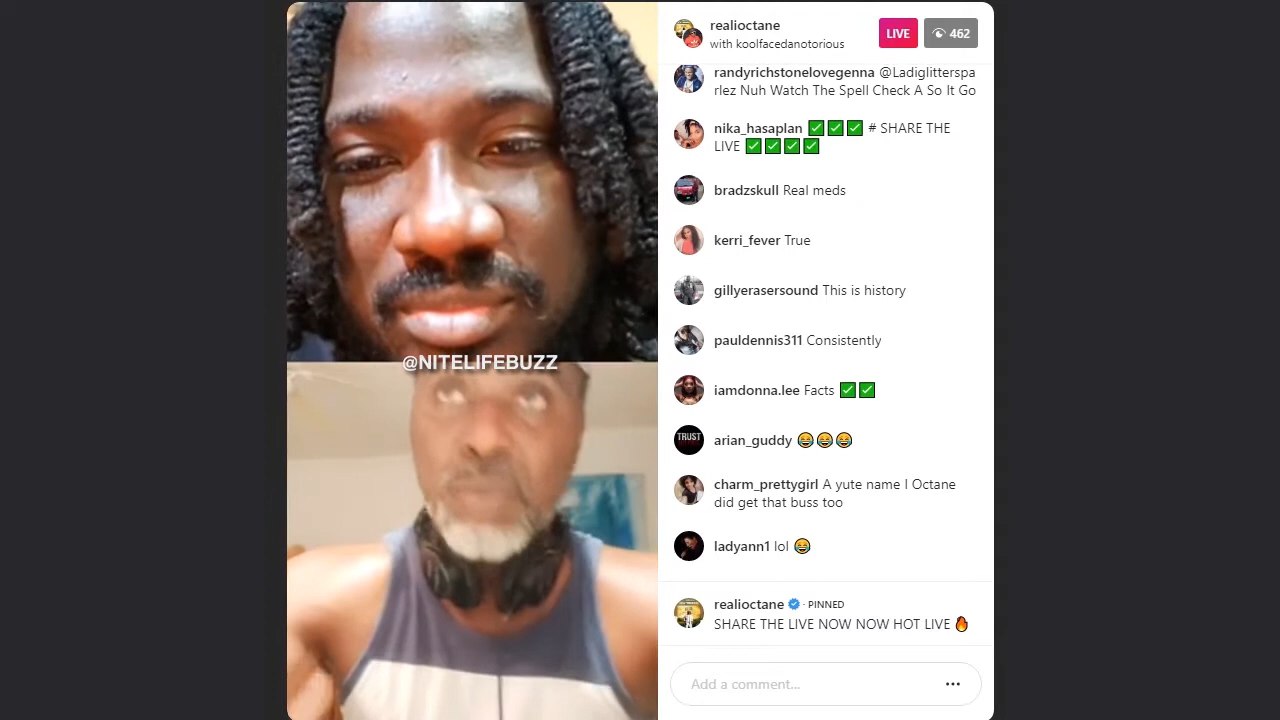 realioctane
with koolfacedanotorious
LIVE
462
randyrichstonelovegenna @Ladiglitterspa
rlez Nuh Watch The Spell Check A So It Go
nika_hasaplan ✅✅✅ # SHARE THE
LIVE ✅✅✅✅
bradzskull Real meds
kerri_fever True
gillyerasersound This is history
pauldennis311 Consistently
iamdonna.lee Facts ✅✅
TRUST
arian_guddy 😂😂😂
charm_prettygirl A yute name I Octane
did get that buss too
ladyann1 lol 😂
realioctane · PINNED
SHARE THE LIVE NOW NOW HOT LIVE 🔥
Add a comment...
@NITELIFEBUZZ